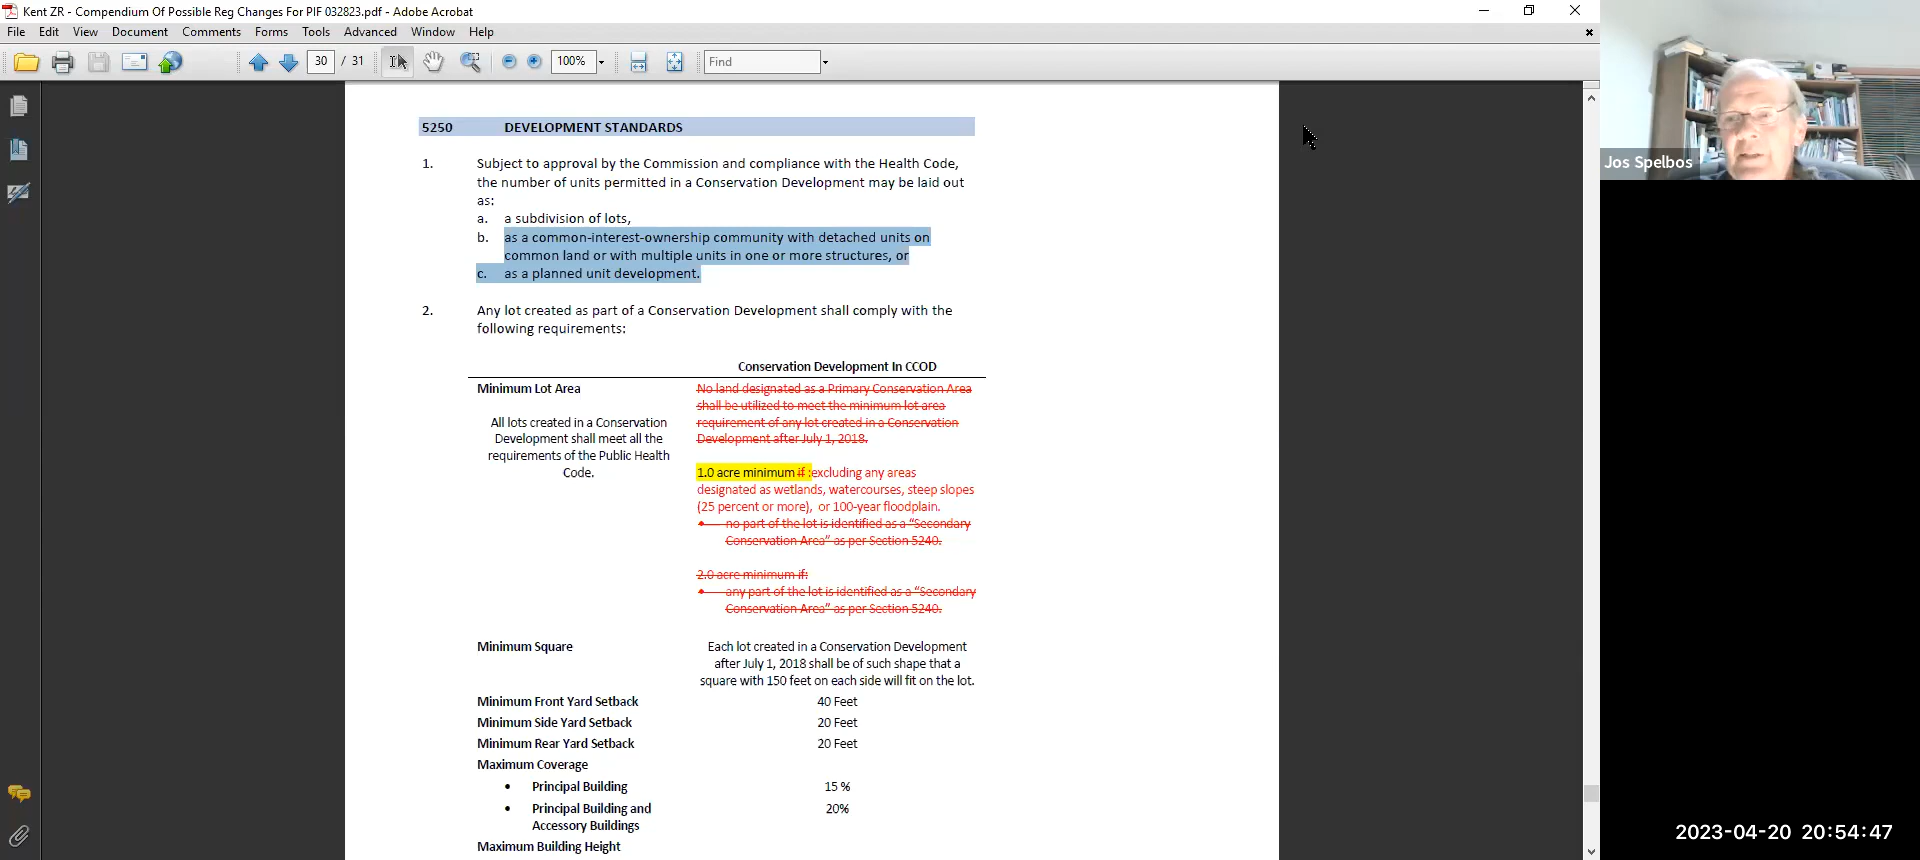 Kent ZR - Compendium Of Possible Reg Changes For PIF 032823.pdf - Adobe Acrobat
File Edit View Document Comments Forms Tools Advanced Window Help
30 / 31 100% Find
5250 DEVELOPMENT STANDARDS
1. Subject to approval by the Commission and compliance with the Health Code,
the number of units permitted in a Conservation Development may be laid out
as:
a. a subdivision of lots,
b. as a common-interest-ownership community with detached units on
common land or with multiple units in one or more structures, or
c. as a planned unit development.
2. Any lot created as part of a Conservation Development shall comply with the
following requirements:
Conservation Development In CCOD
Minimum Lot Area
All lots created in a Conservation
Development shall meet all the
requirements of the Public Health
Code.
No land designated as a Primary Conservation Area
shall be utilized to meet the minimum lot area
requirement of any lot created in a Conservation
Development after July 1, 2018.
1.0 acre minimum if :excluding any areas
designated as wetlands, watercourses, steep slopes
(25 percent or more), or 100-year floodplain.
• no part of the lot is identified as a “Secondary
Conservation Area” as per Section 5240.
2.0 acre minimum if:
• any part of the lot is identified as a “Secondary
Conservation Area” as per Section 5240.
Minimum Square
Each lot created in a Conservation Development
after July 1, 2018 shall be of such shape that a
square with 150 feet on each side will fit on the lot.
Minimum Front Yard Setback 40 Feet
Minimum Side Yard Setback 20 Feet
Minimum Rear Yard Setback 20 Feet
Maximum Coverage
• Principal Building 15 %
• Principal Building and 20%
Accessory Buildings
Maximum Building Height
Jos Spelbos
2023-04-20 20:54:47